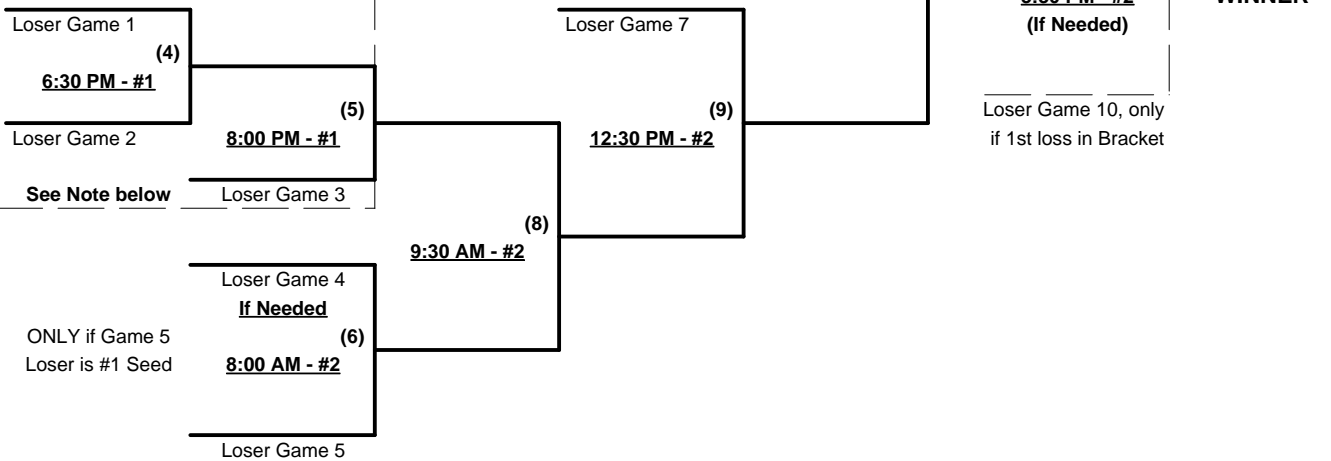 WINNER
Loser Game 1
(4)
6:30 PM - #1
Loser Game 2
See Note below
(5)
8:00 PM - #1
Loser Game 3
Loser Game 4
If Needed
ONLY if Game 5
Loser is #1 Seed
(6)
8:00 AM - #2
Loser Game 5
(8)
9:30 AM - #2
Loser Game 7
(9)
12:30 PM - #2
(If Needed)
Loser Game 10, only
if 1st loss in Bracket